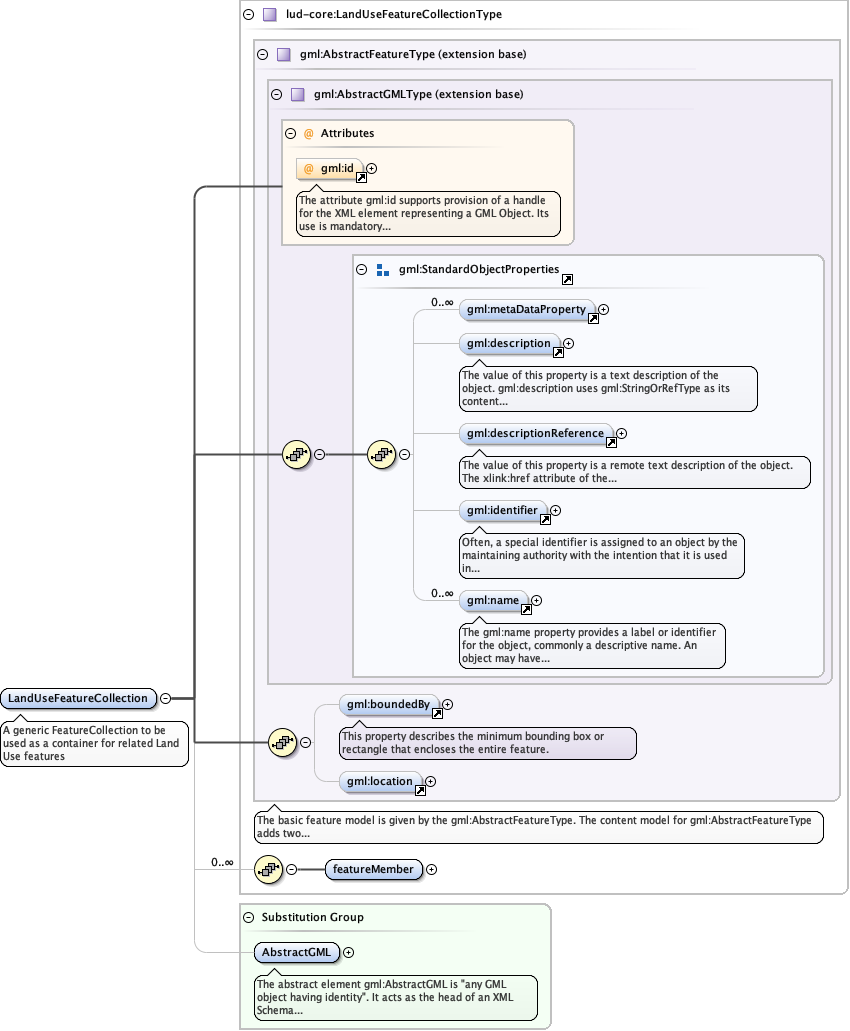 lud-core:LandUseFeatureCollectionType
gml:AbstractFeatureType (extension base)
gml:AbstractGMLType (extension base)
@ Attributes
@ gml:id
The attribute gml:id supports provision of a handle
for the XML element representing a GML Object. Its
use is mandatory...
gml:StandardObjectProperties
0..∞
gml:metaDataProperty
gml:description
The value of this property is a text description of the
object. gml:description uses gml:StringOrRefType as its
content...
gml:descriptionReference
The value of this property is a remote text description of the object.
The xlink:href attribute of the...
gml:identifier
Often, a special identifier is assigned to an object by the
maintaining authority with the intention that it is used
in...
0..∞
gml:name
The gml:name property provides a label or identifier
for the object, commonly a descriptive name. An
object may have...
LandUseFeatureCollection
A generic FeatureCollection to be
used as a container for related Land
Use features
gml:boundedBy
This property describes the minimum bounding box or
rectangle that encloses the entire feature.
gml:location
The basic feature model is given by the gml:AbstractFeatureType. The content model for gml:AbstractFeatureType
adds two...
0..∞
featureMember
Substitution Group
AbstractGML
The abstract element gml:AbstractGML is "any GML
object having identity". It acts as the head of an XML
Schema...